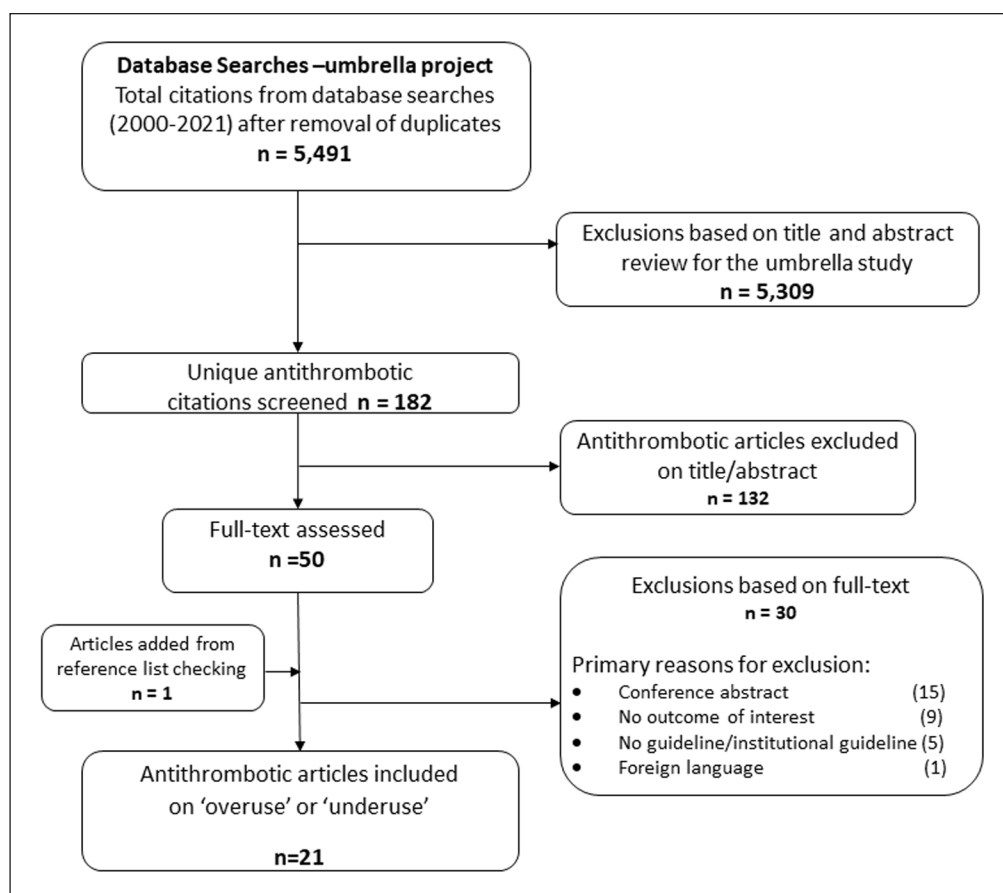 Database Searches –umbrella project
Total citations from database searches
(2000-2021) after removal of duplicates
n = 5,491
Exclusions based on title and abstract
review for the umbrella study
n = 5,309
Unique antithrombotic
citations screened n = 182
Antithrombotic articles excluded
on title/abstract
n = 132
Full-text assessed
n =50
Exclusions based on full-text
n = 30
Primary reasons for exclusion:
• Conference abstract (15)
• No outcome of interest (9)
• No guideline/institutional guideline (5)
• Foreign language (1)
Articles added from
reference list checking
n = 1
Antithrombotic articles included
on ‘overuse’ or ‘underuse’
n=21